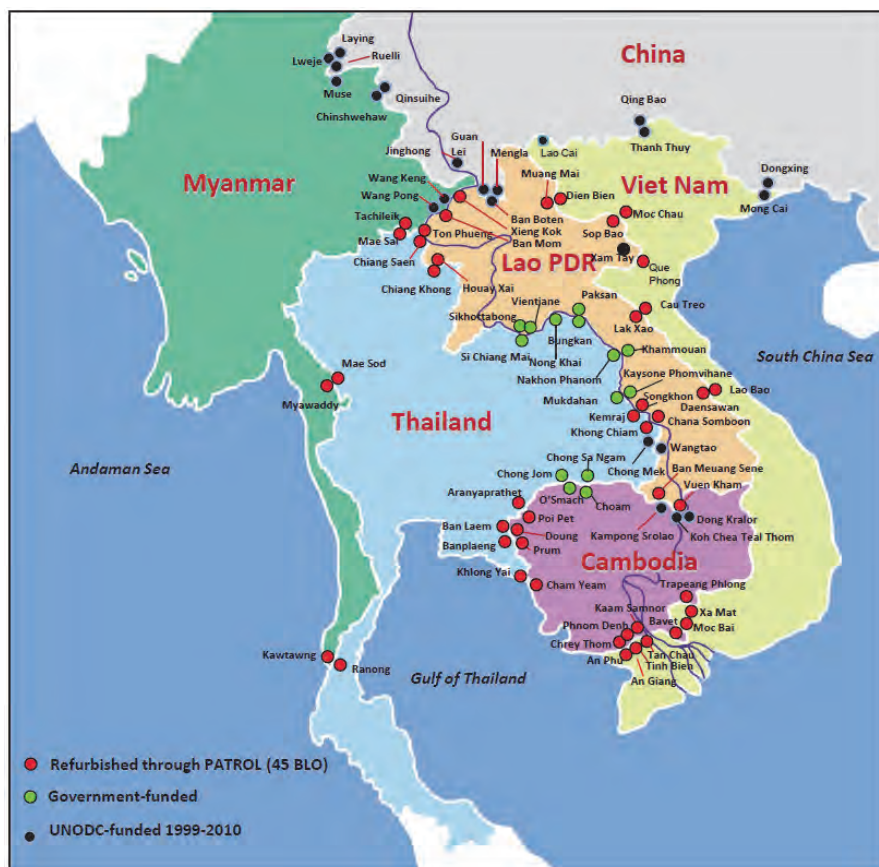 Laying
Lweje
Ruelli
China
Muse
Qinsuihe
Chinshwehaw
Qing Bao
Guan
Jinghong
Lei
Mengla
Lao Cai
Thanh Thuy
Wang Keng
Muang Mai
Dien Bien
Dongxing
Myanmar
Viet Nam
Wang Pong
Mong Cai
Tachileik
Ban Boten
Moc Chau
Xieng Kok
Mae Sai
Ton Phueng
Ban Mom
Sop Bao
Chiang Saen
Lao PDR
Xam Tay
Que
Phong
Chiang Khong
Houay Xai
Vientiane
Paksan
Sikhottabong
Cau Treo
Lak Xao
Bungkan
Si Chiang Mai
Nong Khai
Khammouan
South China Sea
Mae Sod
Nakhon Phanom
Kaysone Phomvihane
Myawaddy
Mukdahan
Songkhon
Lao Bao
Daensawan
Kemraj
Chana Somboon
Thailand
Khong Chiam
Wangtao
Andaman Sea
Chong Sa Ngam
Chong Jom
Chong Mek
Ban Meuang Sene
Aranyaprathet
O'Smach
Choam
Vuen Kham
Poi Pet
Dong Kralor
Ban Laem
Doung
Kampong Srolao
Koh Chea Teal Thom
Banplaeng
Prum
Cambodia
Khlong Yai
Cham Yeam
Trapeang Phlong
Kaam Samnor
Xa Mat
Phnom Denh
Bavet
Moc Bai
Chrey Thom
Tan Chau
Kawtawng
An Phu
Tinh Bien
Ranong
Gulf of Thailand
An Giang
Refurbished through PATROL (45 BLO)
Government-funded
UNODC-funded 1999-2010